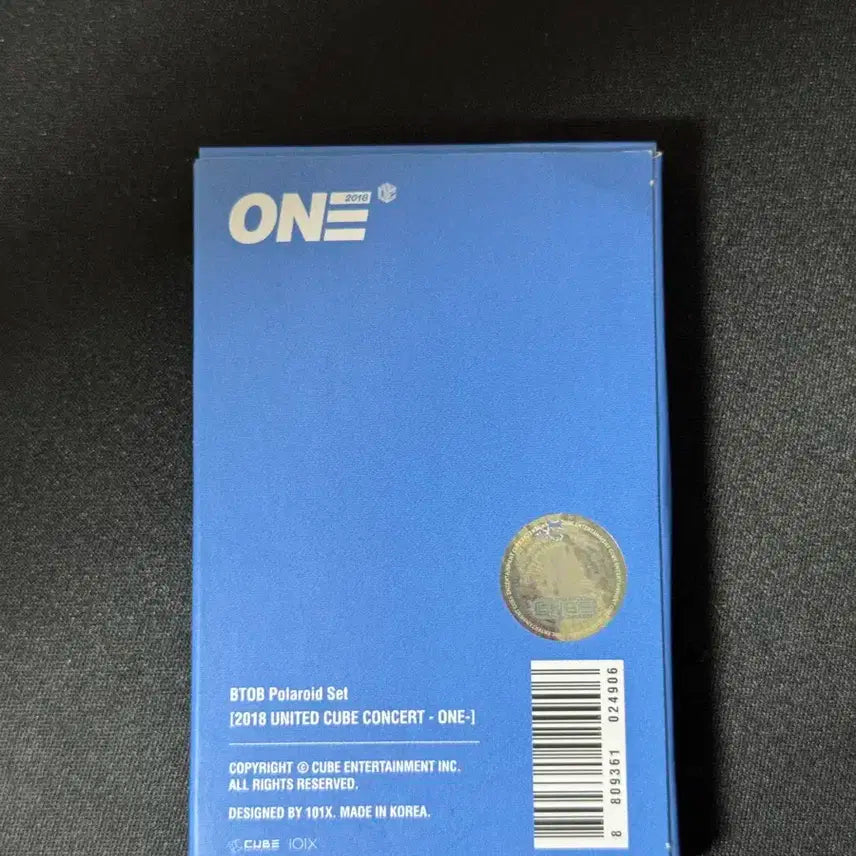 ONE
2018
BTOB Polaroid Set
[2018 UNITED CUBE CONCERT - ONE-]
COPYRIGHT © CUBE ENTERTAINMENT INC.
ALL RIGHTS RESERVED.
DESIGNED BY 101X. MADE IN KOREA.
CUBE 101X
CUBE
8 809361 024906